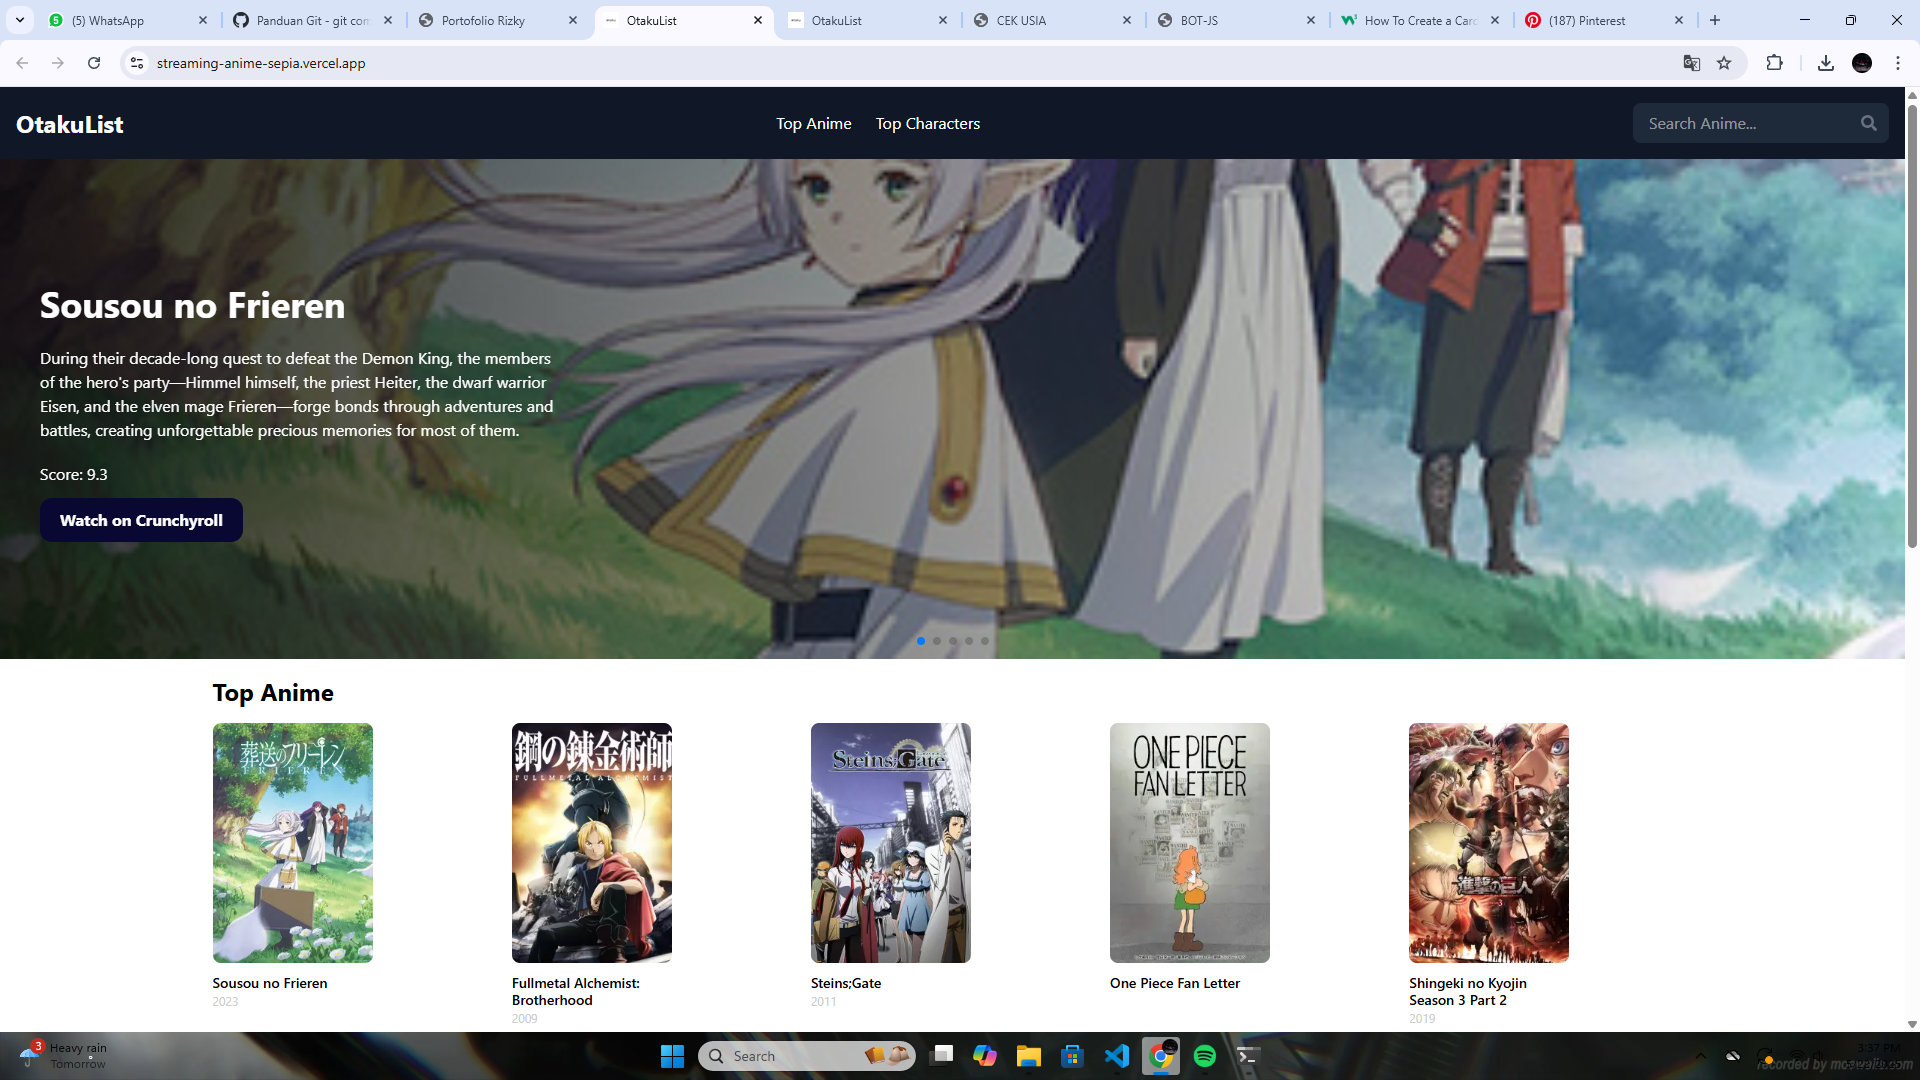 (5) WhatsApp
Panduan Git - git com
Portofolio Rizky
OtakuList
OtakuList
CEK USIA
BOT-JS
How To Create a Card
(187) Pinterest
streaming-anime-sepia.vercel.app
OtakuList
Top Anime
Top Characters
Search Anime...
Sousou no Frieren
During their decade-long quest to defeat the Demon King, the members
of the hero's party—Himmel himself, the priest Heiter, the dwarf warrior
Eisen, and the elven mage Frieren—forge bonds through adventures and
battles, creating unforgettable precious memories for most of them.
Score: 9.3
Watch on Crunchyroll
Top Anime
葬送のフリーレン
FRIEREN
鋼の錬金術師
FULLMETAL ALCHEMIST
Steins;Gate
ONE PIECE
FAN LETTER
進撃の巨人
Sousou no Frieren
2023
Fullmetal Alchemist:
Brotherhood
2009
Steins;Gate
2011
One Piece Fan Letter
Shingeki no Kyojin
Season 3 Part 2
2019
3
Heavy rain
Tomorrow
Search
3:37 PM